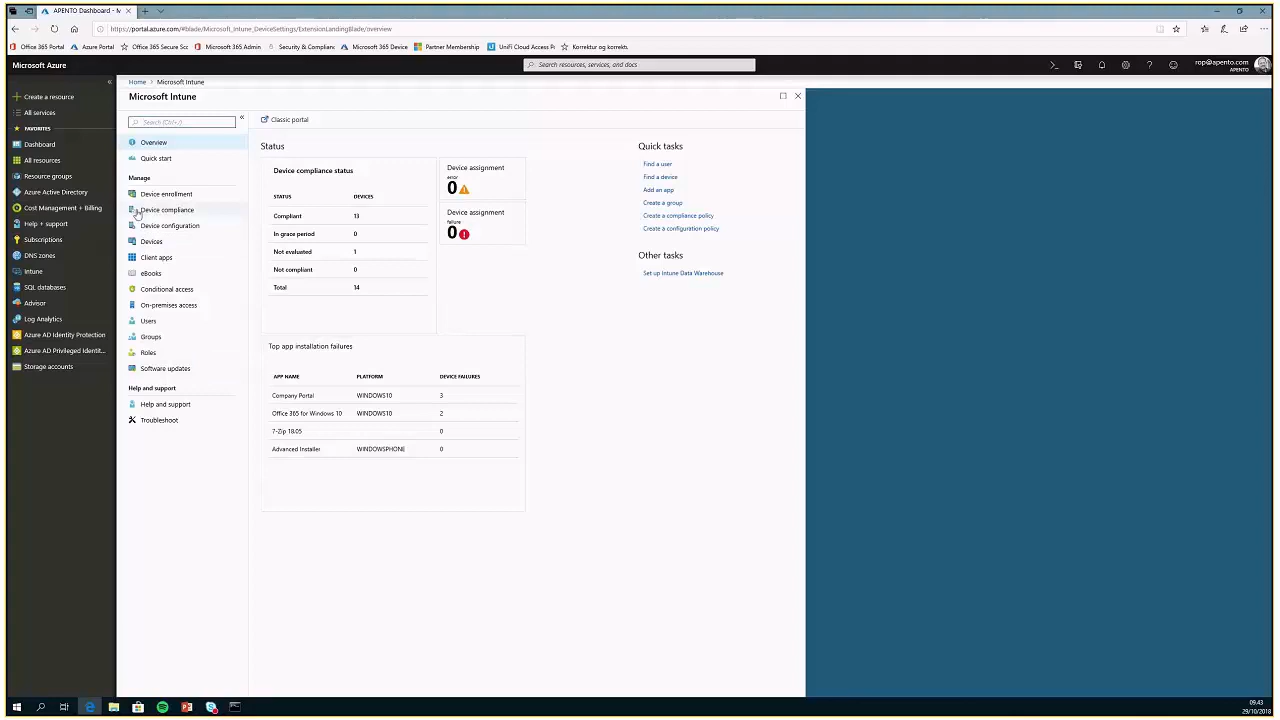 APENTO Dashboard - M
https://portal.azure.com/#blade/Microsoft_Intune_DeviceSettings/ExtensionLandingBlade/overview
Office 365 Portal Azure Portal Office 365 Secure Sco Microsoft 365 Admin Security & Complianc Microsoft 365 Device Partner Membership UniFi Cloud Access P Korrektur og korrektu
Microsoft Azure
Search resources, services, and docs
rop@apento.com
APENTO
Create a resource
All services
FAVORITES
Dashboard
All resources
Resource groups
Azure Active Directory
Cost Management + Billing
Help + support
Subscriptions
DNS zones
Intune
SQL databases
Advisor
Log Analytics
Azure AD Identity Protection
Azure AD Privileged Identit...
Storage accounts
Home > Microsoft Intune
Microsoft Intune
Search (Ctrl+/)
Overview
Quick start
Manage
Device enrollment
Device compliance
Device configuration
Devices
Client apps
eBooks
Conditional access
On-premises access
Users
Groups
Roles
Software updates
Help and support
Help and support
Troubleshoot
Classic portal
Status
Device compliance status
STATUS DEVICES
Compliant 13
In grace period 0
Not evaluated 1
Not compliant 0
Total 14
Device assignment
error
0
Device assignment
failure
0
Top app installation failures
APP NAME PLATFORM DEVICE FAILURES
Company Portal WINDOWS10 3
Office 365 for Windows 10 WINDOWS10 2
7-Zip 18.05 0
Advanced Installer WINDOWSPHONE 0
Quick tasks
Find a user
Find a device
Add an app
Create a group
Create a compliance policy
Create a configuration policy
Other tasks
Set up Intune Data Warehouse
09.43
29/10/2018